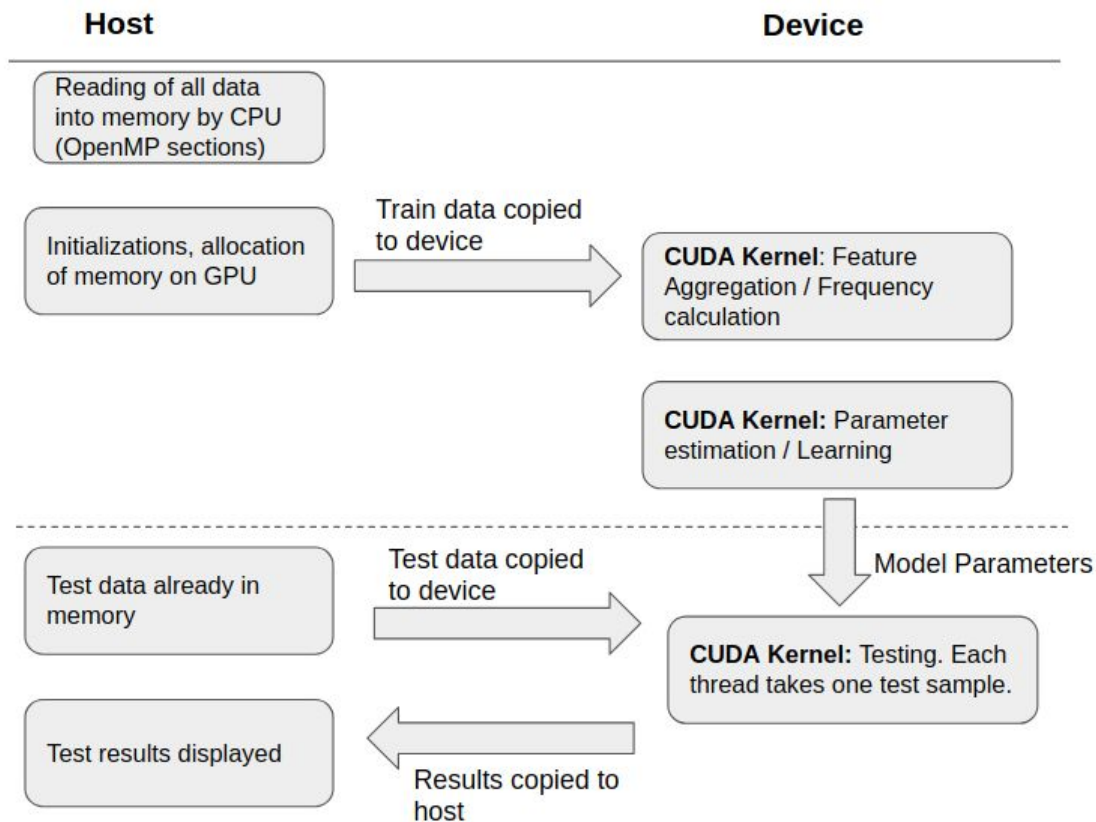 Host
Device
Reading of all data
into memory by CPU
(OpenMP sections)
Initializations, allocation
of memory on GPU
Train data copied
to device
CUDA Kernel: Feature
Aggregation / Frequency
calculation
CUDA Kernel: Parameter
estimation / Learning
Model Parameters
Test data already in
memory
Test data copied
to device
CUDA Kernel: Testing. Each
thread takes one test sample.
Results copied to
host
Test results displayed